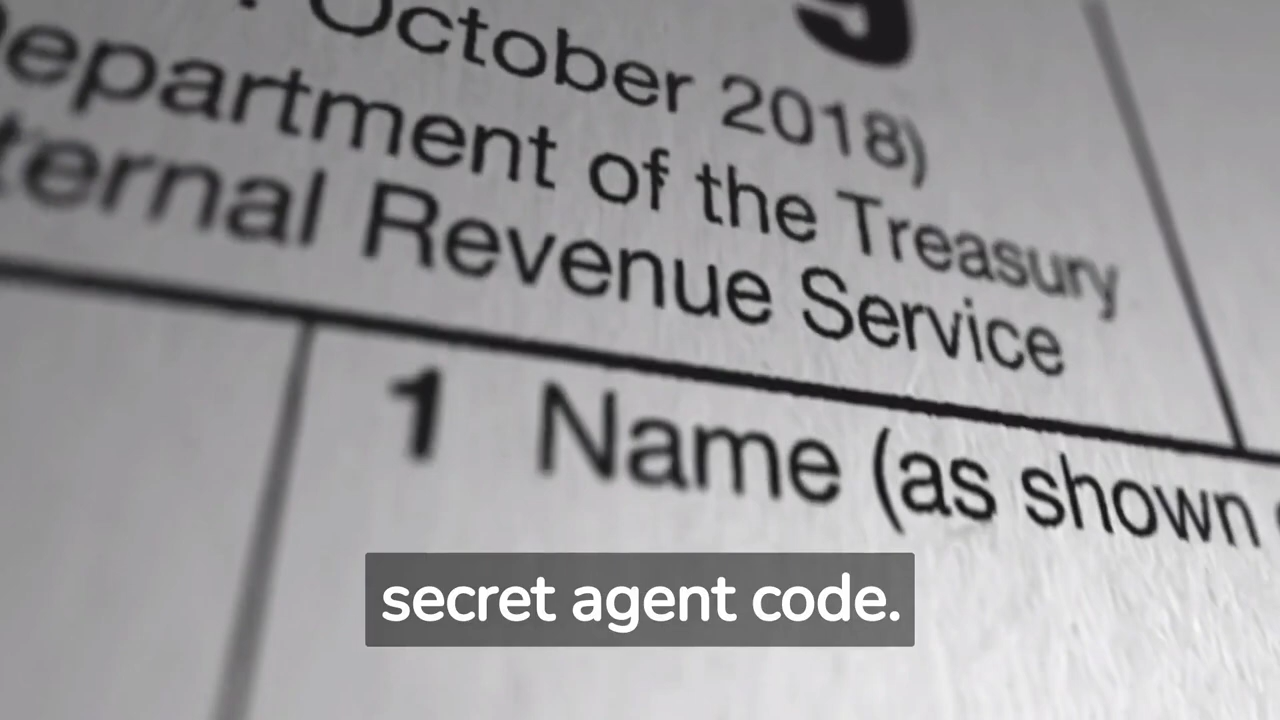 October 2018)
epartment of the Treasury
ternal Revenue Service
1 Name (as shown
secret agent code.